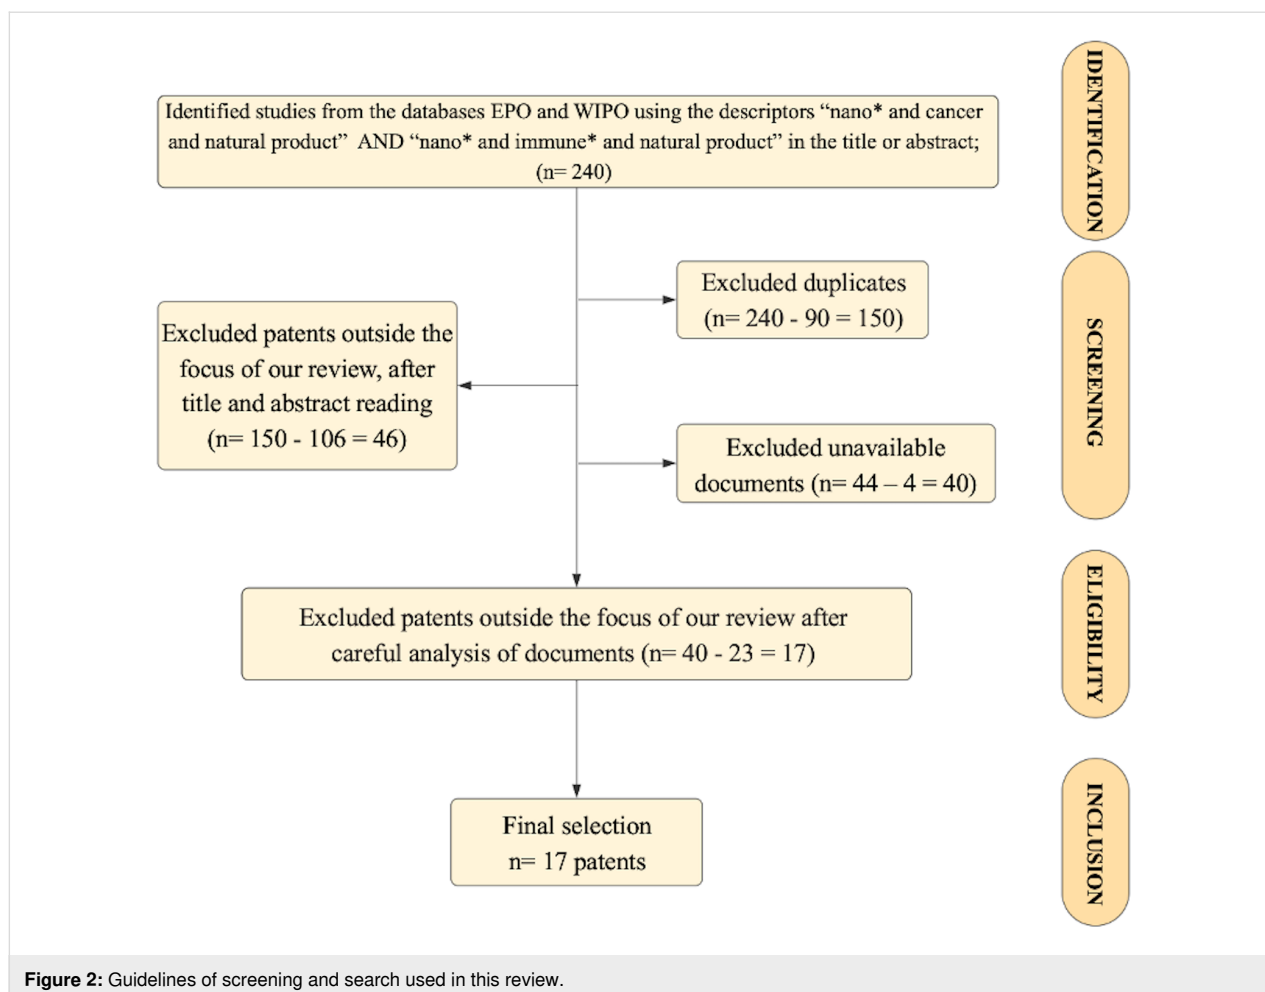 Identified studies from the databases EPO and WIPO using the descriptors “nano* and cancer
and natural product” AND “nano* and immune* and natural product” in the title or abstract;
(n= 240)
IDENTIFICATION
Excluded duplicates
(n= 240 - 90 = 150)
Excluded patents outside the
focus of our review, after
title and abstract reading
(n= 150 - 106 = 46)
Excluded unavailable
documents (n= 44 – 4 = 40)
SCREENING
Excluded patents outside the focus of our review after
careful analysis of documents (n= 40 - 23 = 17)
ELIGIBILITY
Final selection
n= 17 patents
INCLUSION
Figure 2: Guidelines of screening and search used in this review.